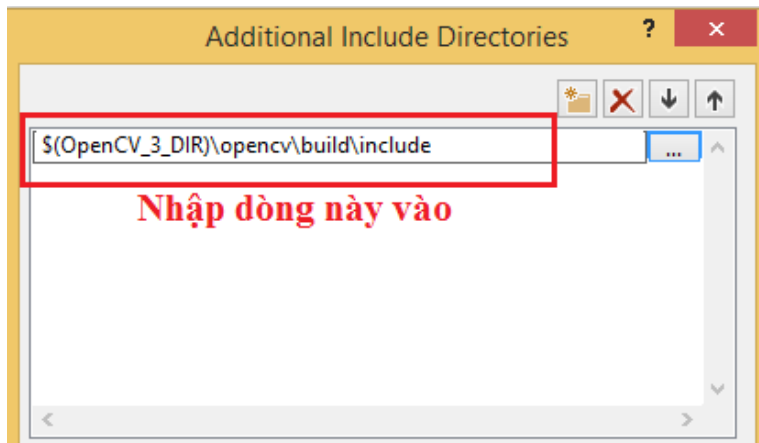 Additional Include Directories
?
×
$(OpenCV_3_DIR)\opencv\build\include
...
Nhập dòng này vào